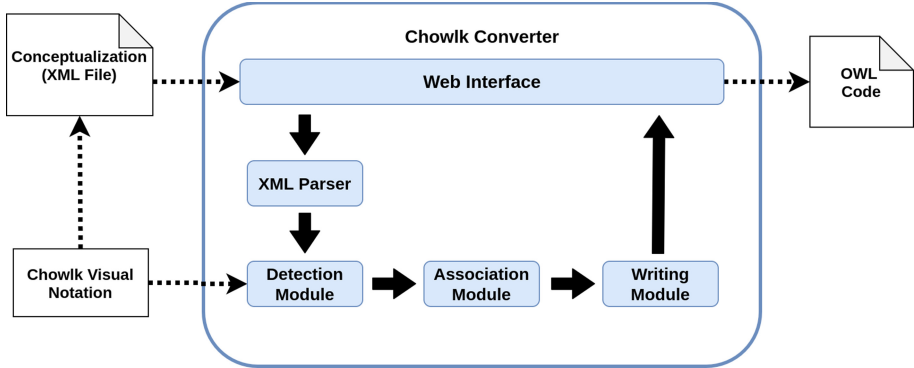 Chowlk Converter
Conceptualization
(XML File)
Web Interface
OWL
Code
XML Parser
Chowlk Visual
Notation
Detection
Module
Association
Module
Writing
Module